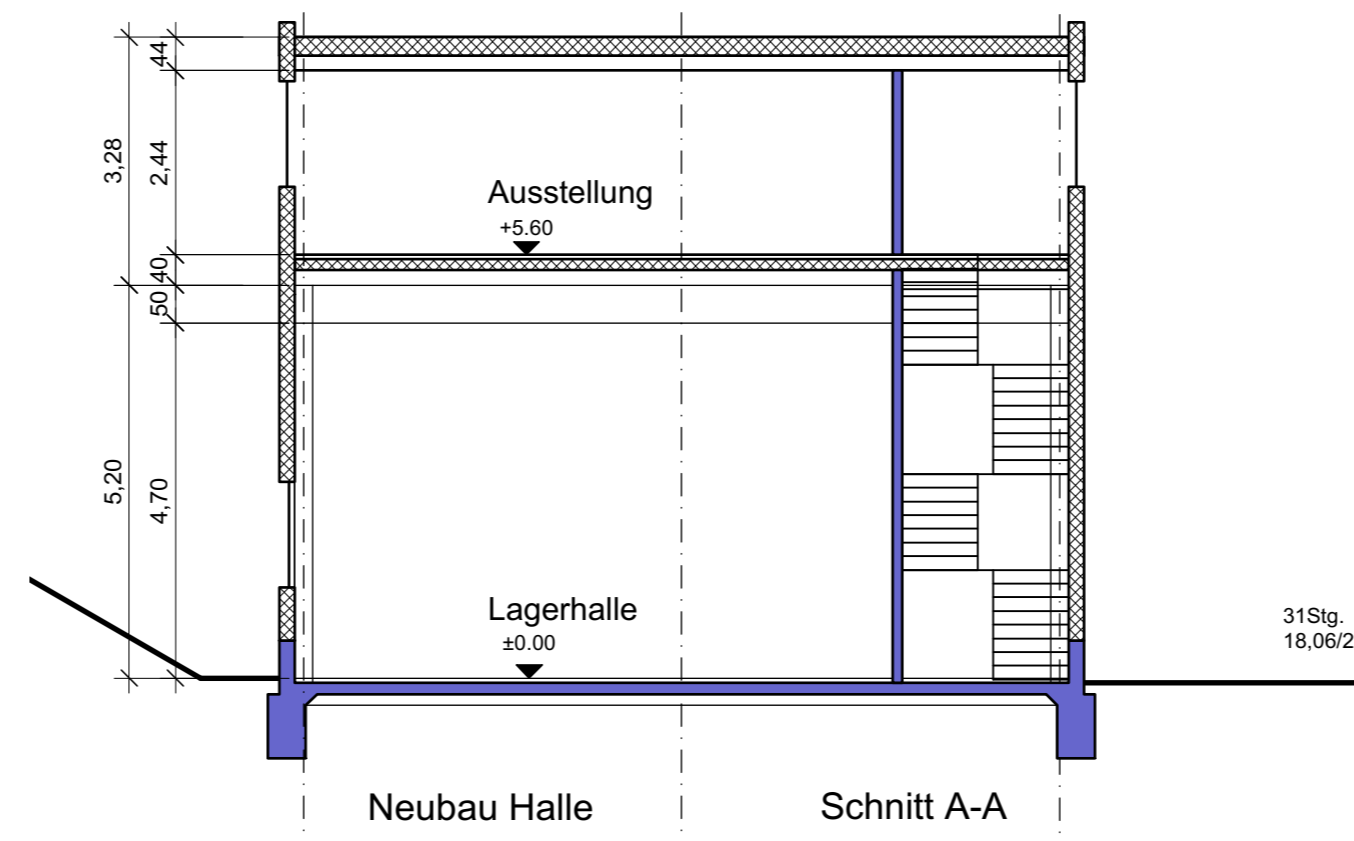 44
3,28
2,44
Ausstellung
+5.60
40
50
5,20
4,70
Lagerhalle
±0.00
31Stg.
18,06/2
Neubau Halle
Schnitt A-A